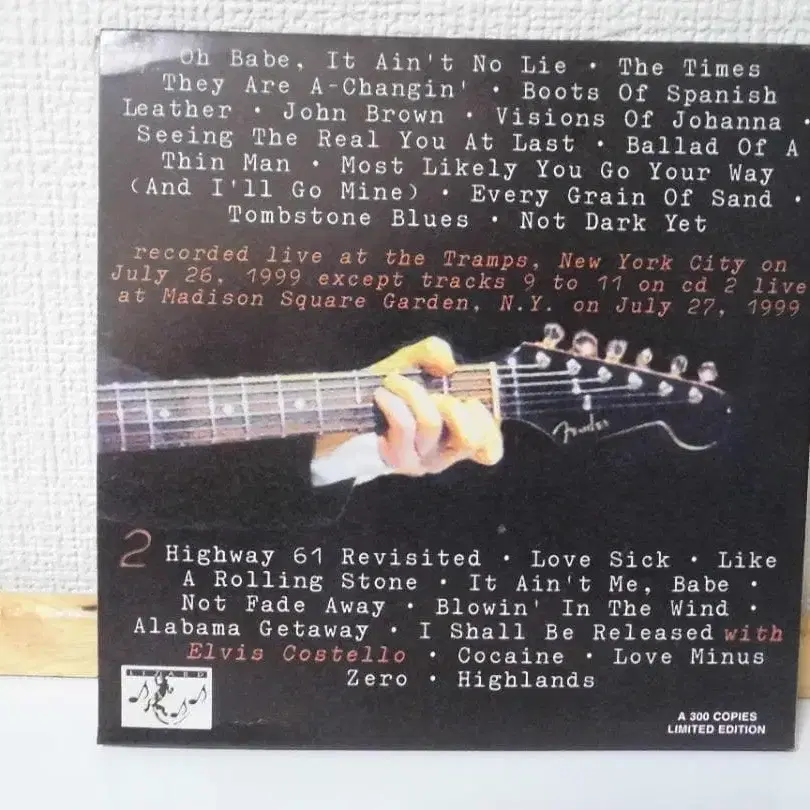 Oh Babe, It Ain't No Lie • The Times
They Are A-Changin' • Boots Of Spanish
Leather • John Brown • Visions Of Johanna •
Seeing The Real You At Last • Ballad Of A
Thin Man • Most Likely You Go Your Way
(And I'll Go Mine) • Every Grain Of Sand •
Tombstone Blues • Not Dark Yet
recorded live at the Tramps, New York City on
July 26, 1999 except tracks 9 to 11 on cd 2 live
at Madison Square Garden, N.Y. on July 27, 1999
Fender
2 Highway 61 Revisited • Love Sick • Like
A Rolling Stone • It Ain't Me, Babe •
Not Fade Away • Blowin' In The Wind •
Alabama Getaway • I Shall Be Released with
Elvis Costello • Cocaine • Love Minus
Zero • Highlands
LIZARD
A 300 COPIES
LIMITED EDITION